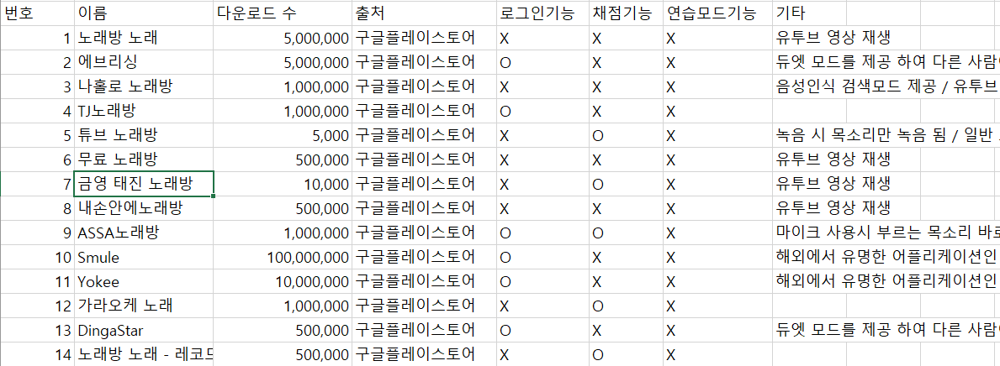 번호 이름 다운로드 수 출처 로그인기능 채점기능 연습모드기능 기타
1 노래방 노래 5,000,000 구글플레이스토어 X X X 유투브 영상 재생
2 에브리싱 5,000,000 구글플레이스토어 O X X 듀엣 모드를 제공 하여 다른 사람
3 나홀로 노래방 1,000,000 구글플레이스토어 X X X 음성인식 검색모드 제공 / 유투브
4 TJ노래방 1,000,000 구글플레이스토어 O X X
5 튜브 노래방 5,000 구글플레이스토어 X O X 녹음 시 목소리만 녹음 됨 / 일반
6 무료 노래방 500,000 구글플레이스토어 X X X 유투브 영상 재생
7 금영 태진 노래방 10,000 구글플레이스토어 X O X 유투브 영상 재생
8 내손안에노래방 500,000 구글플레이스토어 X X X 유투브 영상 재생
9 ASSA노래방 1,000,000 구글플레이스토어 O O X 마이크 사용시 부르는 목소리 바로
10 Smule 100,000,000 구글플레이스토어 O X X 해외에서 유명한 어플리케이션인
11 Yokee 10,000,000 구글플레이스토어 O X X 해외에서 유명한 어플리케이션인
12 가라오케 노래 1,000,000 구글플레이스토어 X O X
13 DingaStar 500,000 구글플레이스토어 O X X 듀엣 모드를 제공 하여 다른 사람
14 노래방 노래 - 레코드 500,000 구글플레이스토어 X O X